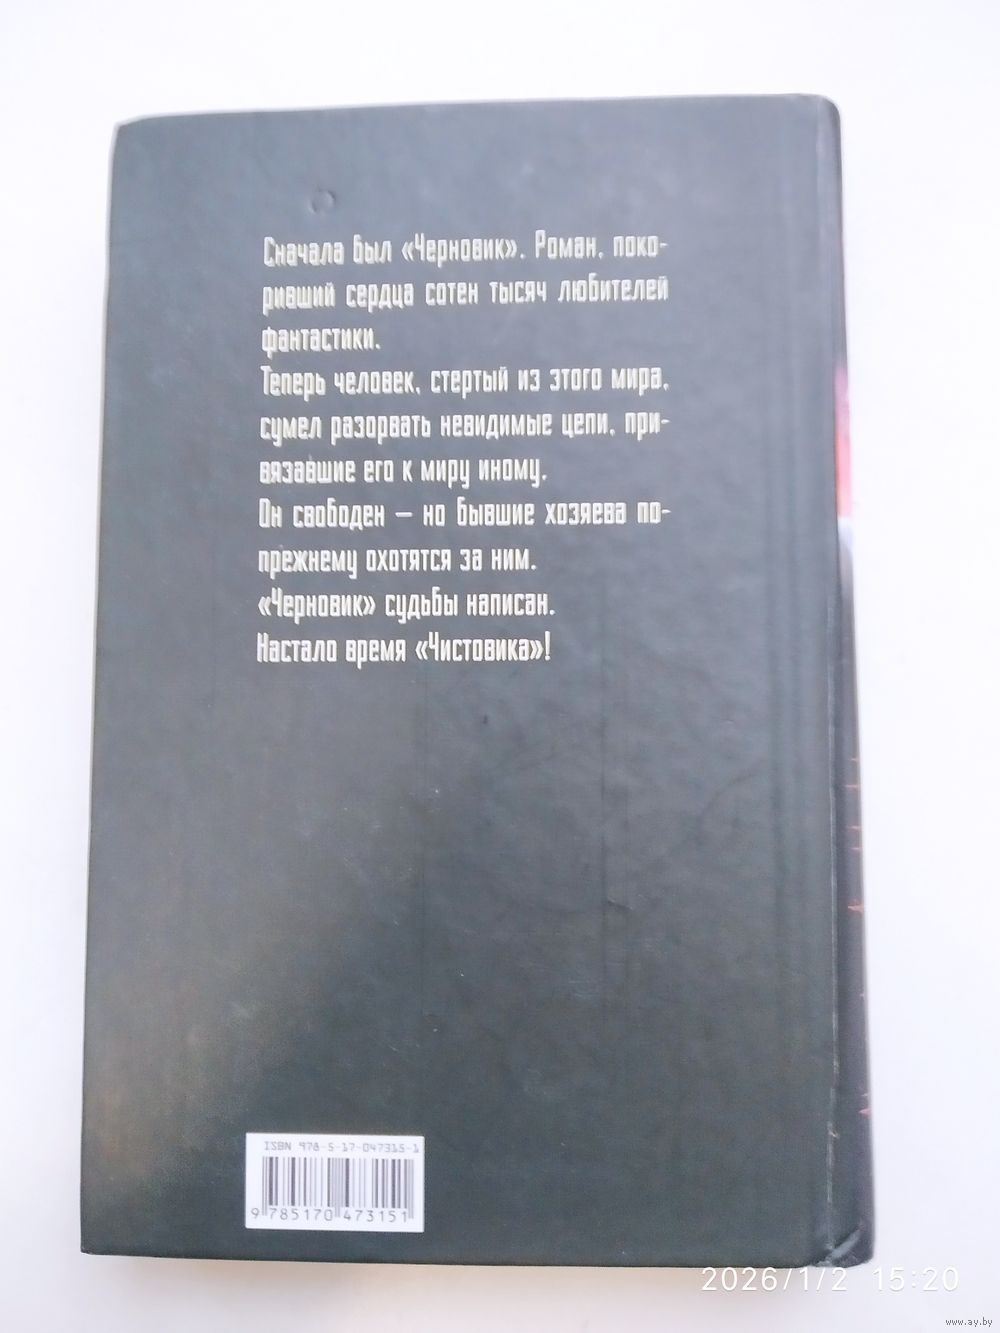 Сначала был «Черновик». Роман, поко-
ривший сердца сотен тысяч любителей
фантастики.
Теперь человек, стертый из этого мира,
сумел разорвать невидимые цепи, при-
вязавшие его к миру иному.
Он свободен — но бывшие хозяева по-
прежнему охотятся за ним.
«Черновик» судьбы написан.
Настало время «Чистовика»!
ISBN 978-5-17-047315-1
9 785170 473151
2026/1/2 15:20
www.ay.by